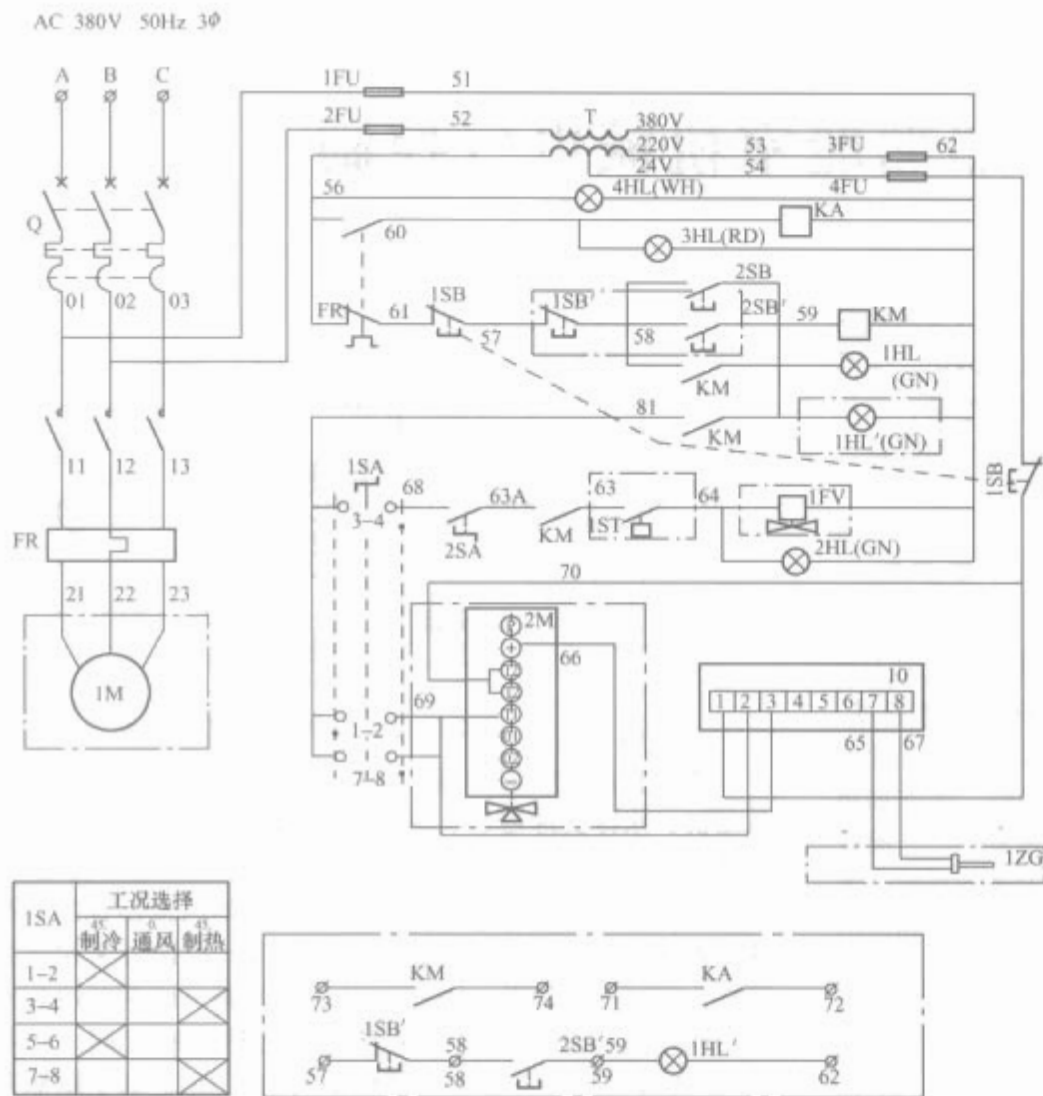 AC 380V 50Hz 3Φ
A B C
1FU 51
2FU 52 T 380V
220V 53 3FU 62
24V 54
56 4HL(WH) 4FU
KA
Q 60 3HL(RD)
2SB
01 02 03 FR 61 1SB 1SB' 2SB' 59 KM
57 58
1HL
(GN)
KM
81
KM 1HL'(GN)
11 12 13
1SA 1SB
68 63A 63 64 1FV
3-4 1ST
FR 2SA KM 2HL(GN)
70
21 22 23
P 2M
+ 66
10
1M 69 1 2 3 4 5 6 7 8
1-2 65 67
7-8
1ZG
1SA 工况选择
45. 0. 45.
制冷 通风 制热
1-2
3-4
5-6
7-8
KM KA
73 74 71 72
1SB' 58 2SB' 59 1HL'
57 58 59 62